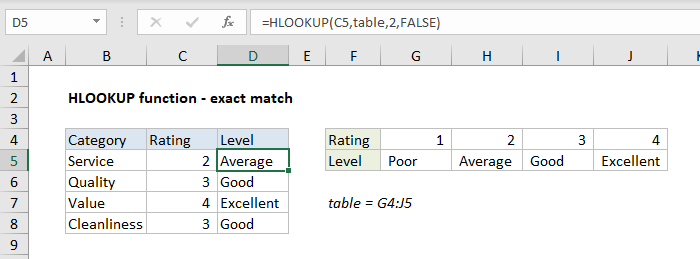 D5 fx =HLOOKUP(C5,table,2,FALSE)
A B C D E F G H I J
1
2 HLOOKUP function - exact match
3
4 Category Rating Level Rating 1 2 3 4
5 Service 2 Average Level Poor Average Good Excellent
6 Quality 3 Good
7 Value 4 Excellent table = G4:J5
8 Cleanliness 3 Good
9